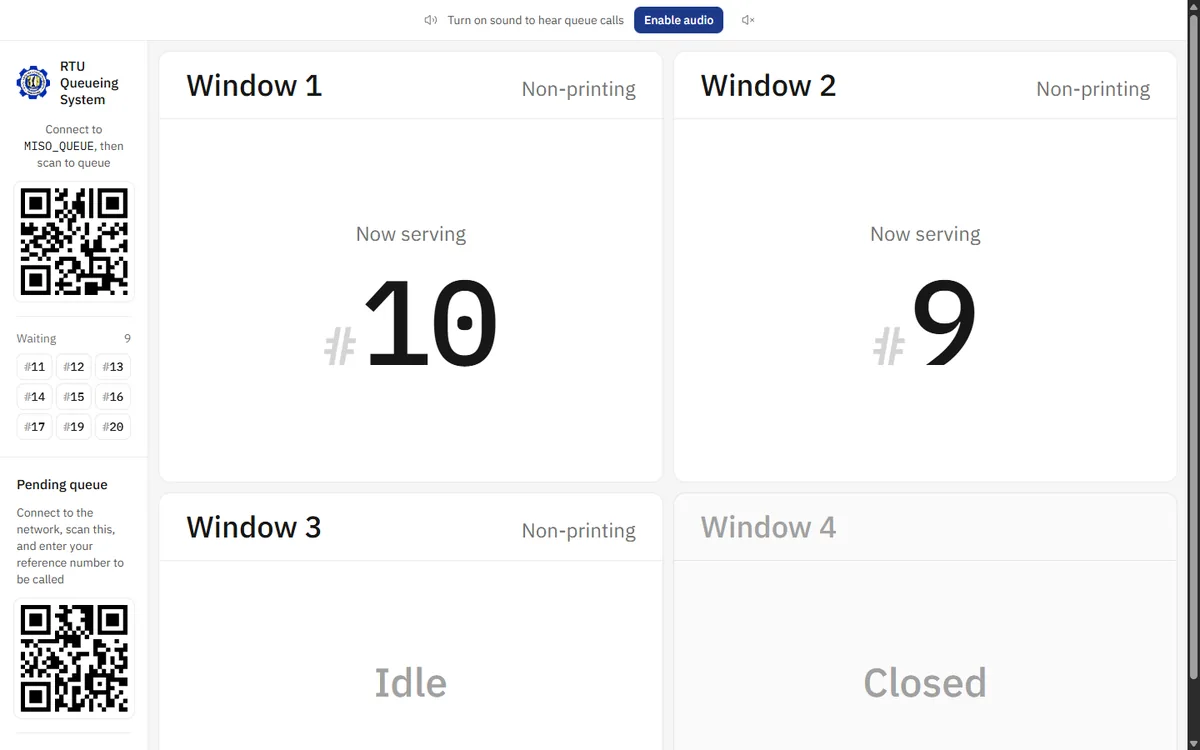 Turn on sound to hear queue calls
Enable audio
RTU
Queueing
System
Connect to
MISO_QUEUE, then
scan to queue
Waiting 9
#11 #12 #13
#14 #15 #16
#17 #19 #20
Pending queue
Connect to the
network, scan this,
and enter your
reference number to
be called
Window 1 Non-printing
Now serving
#10
Window 2 Non-printing
Now serving
#9
Window 3 Non-printing
Idle
Window 4
Closed